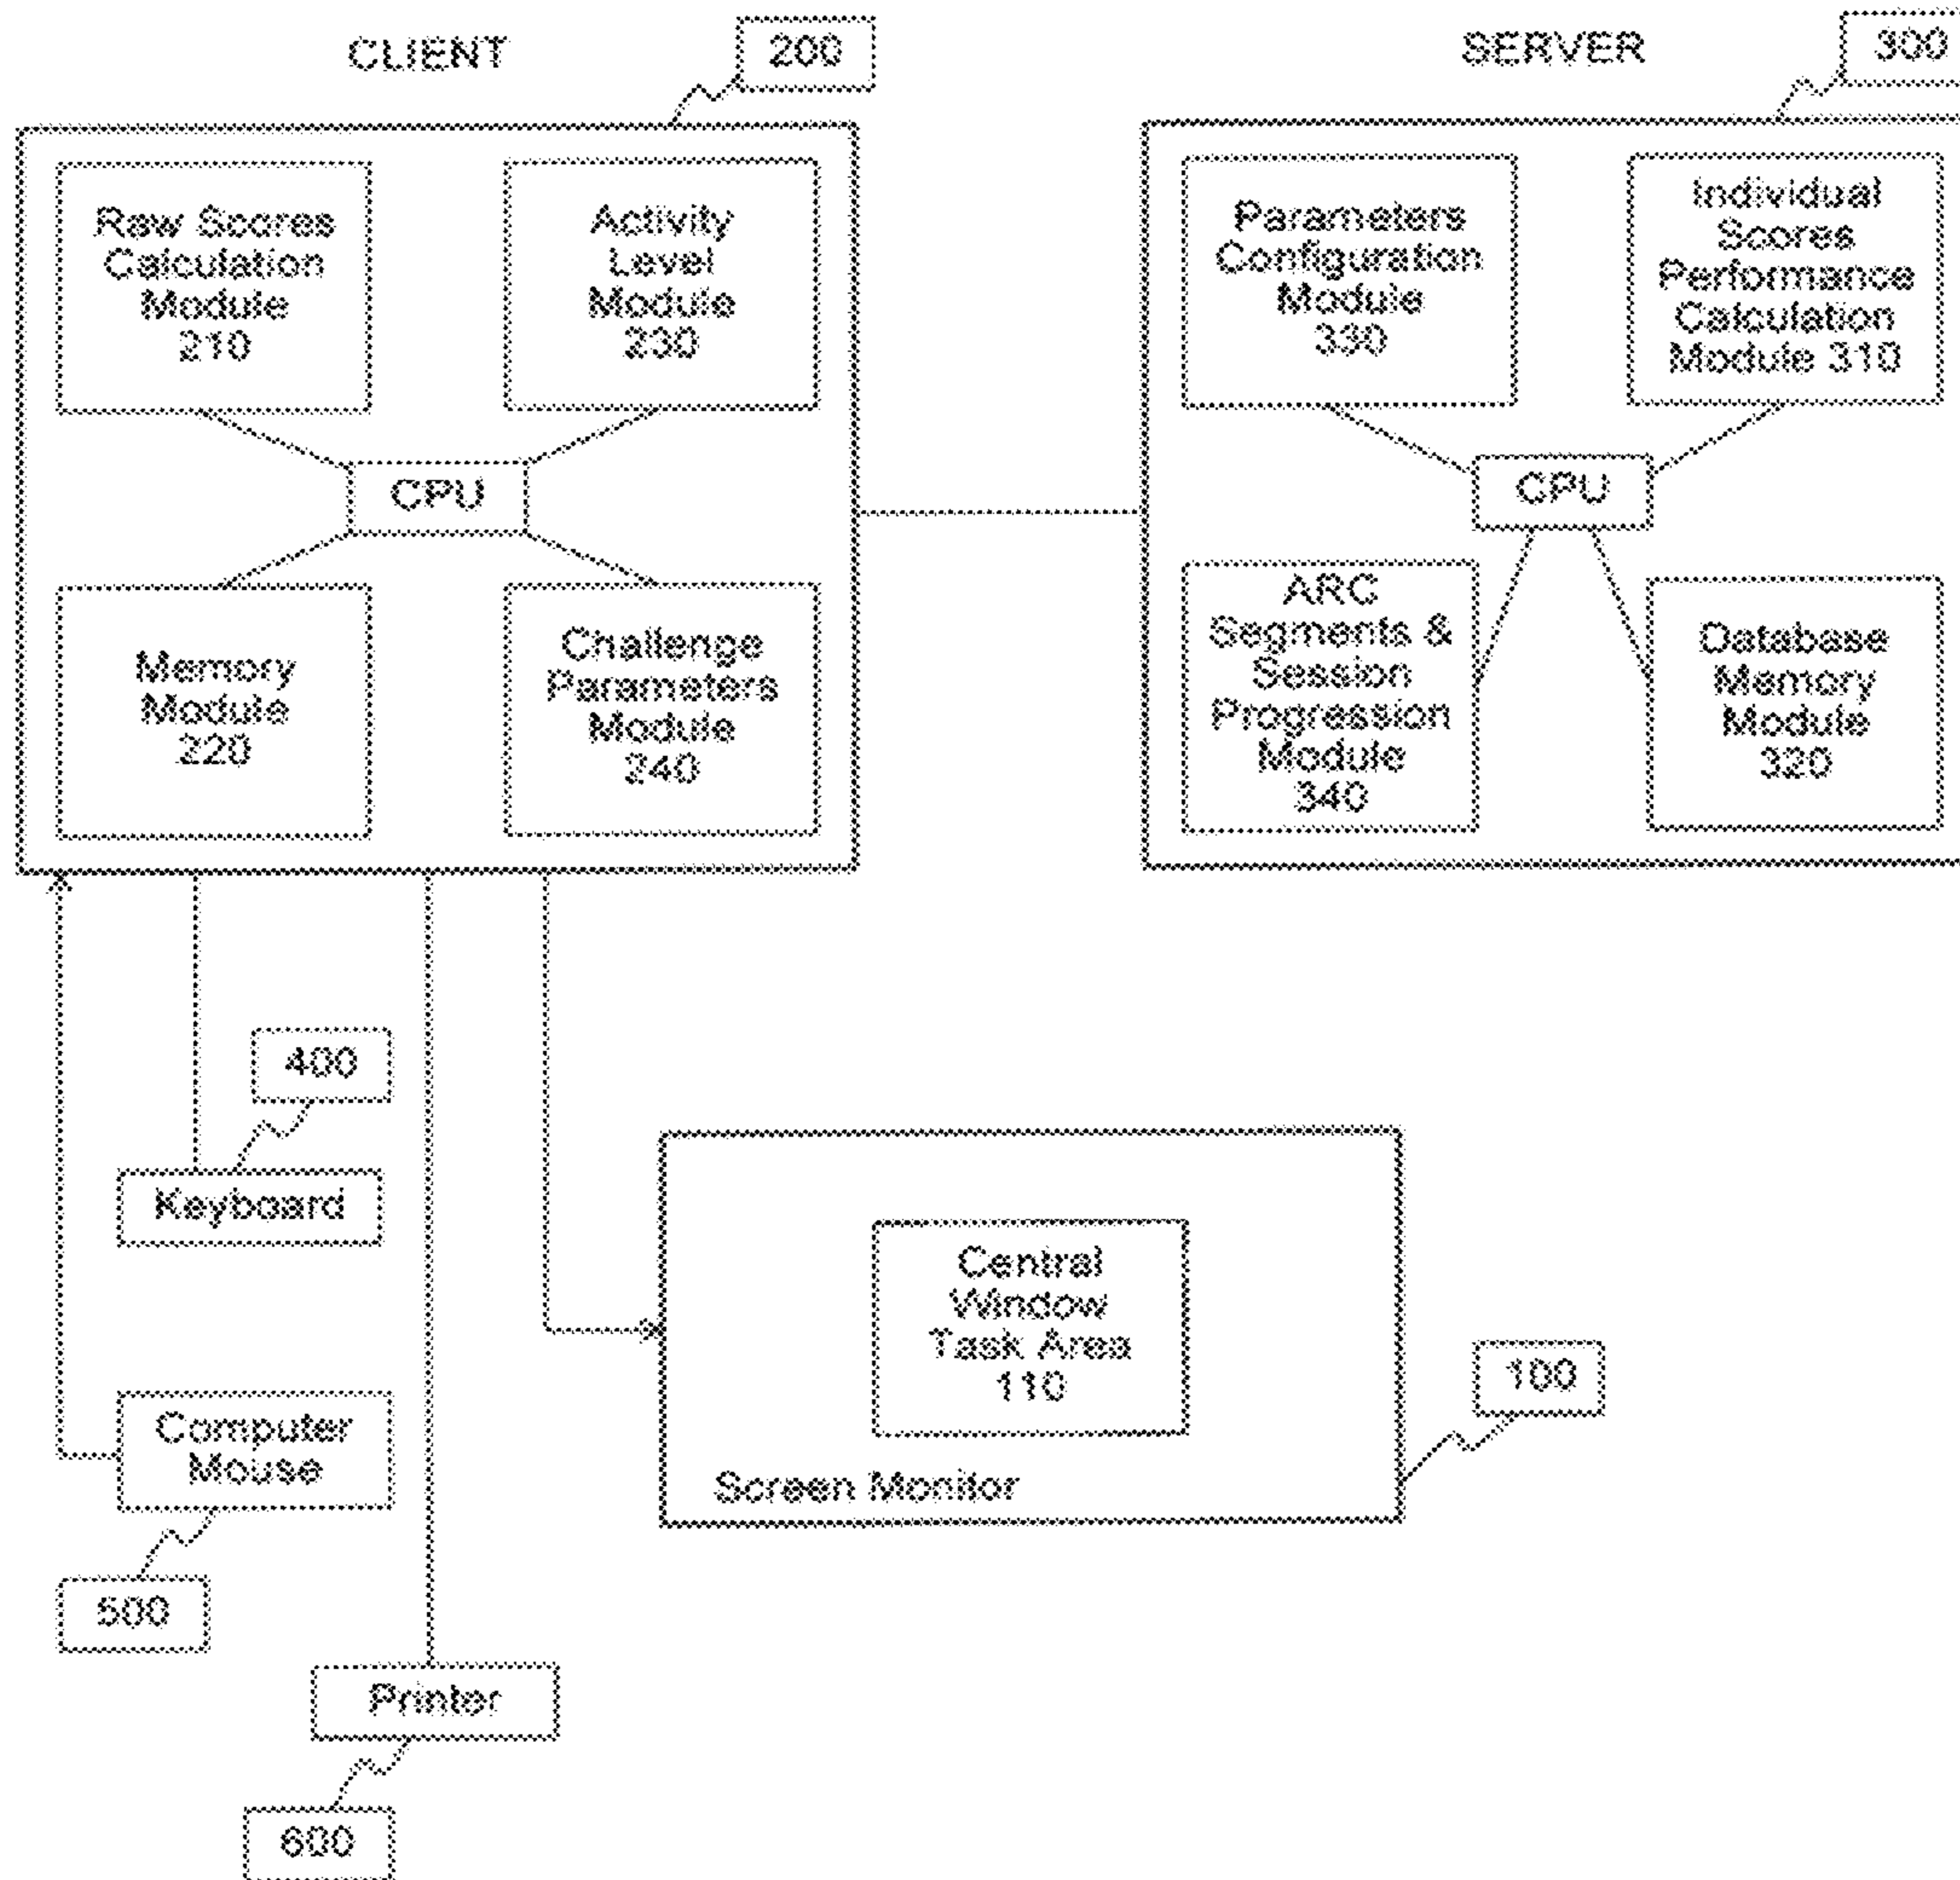 CLIENT
200
SERVER
300
Raw Scores
Calculation
Module
210
Activity
Level
Module
230
CPU
Memory
Module
220
Challenge
Parameters
Module
240
Parameters
Configuration
Module
330
Individual
Scores
Performance
Calculation
Module 310
CPU
ARC
Segments &
Session
Progression
Module
340
Database
Memory
Module
320
400
Keyboard
Central
Window
Task Area
110
Screen Monitor
100
Computer
Mouse
500
Printer
600